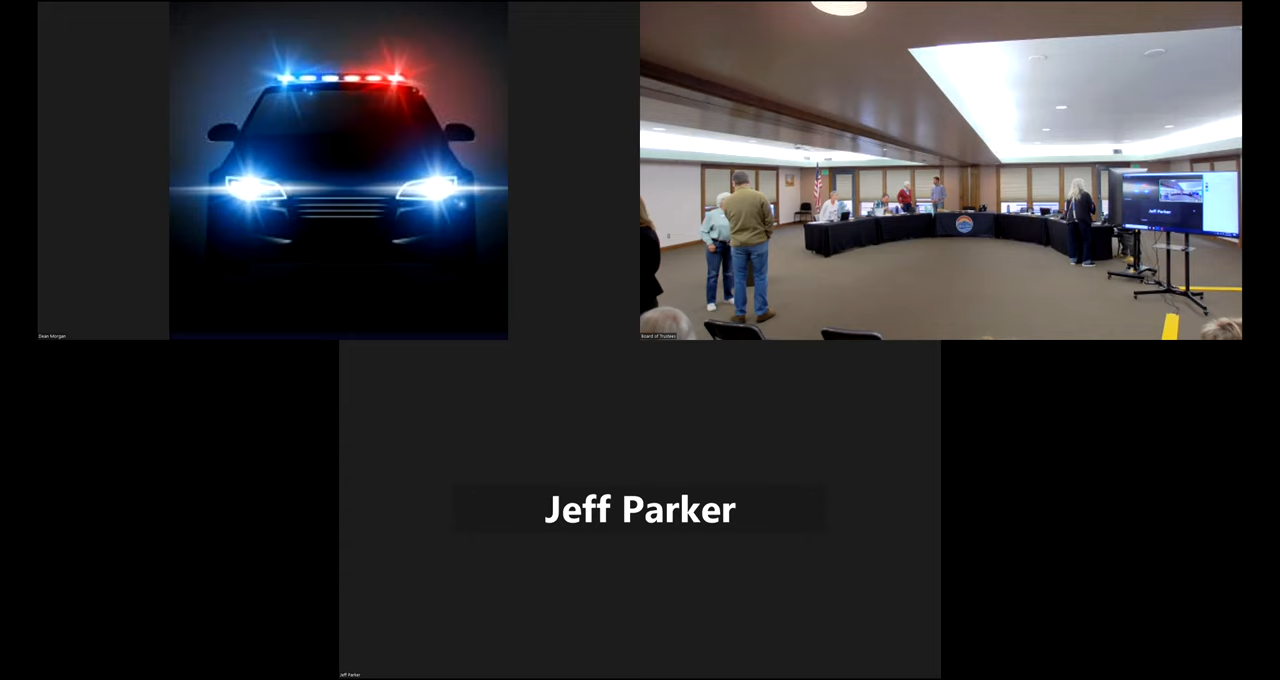 Dean Morgan
Board of Trustees
Jeff Parker
Jeff Parker
Jeff Parker